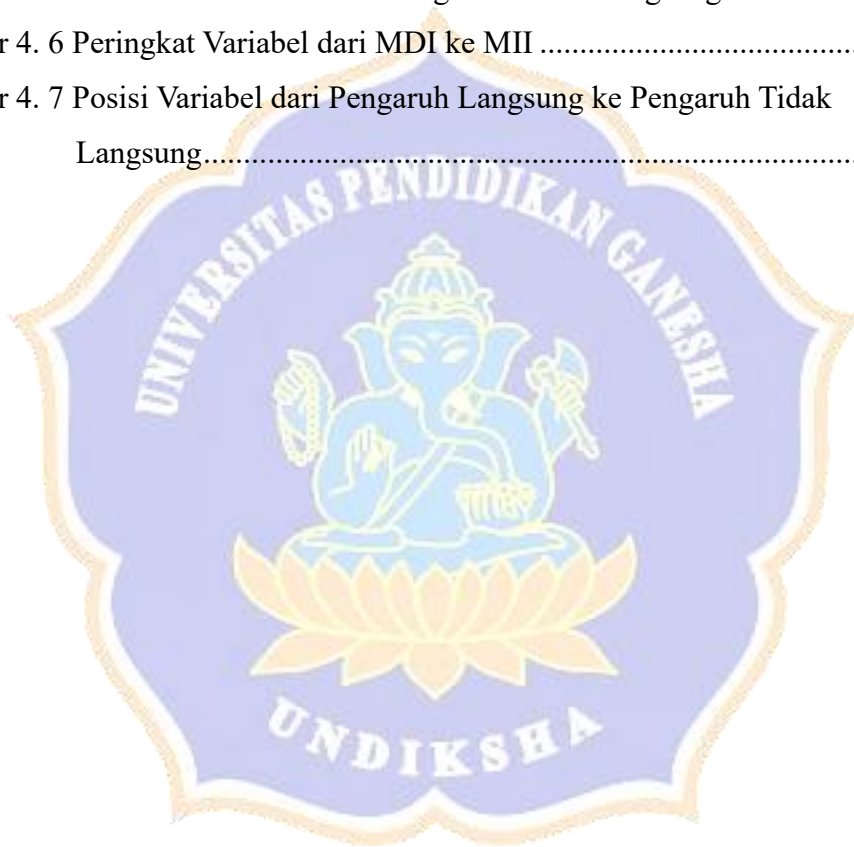 r 4. 6 Peringkat Variabel dari MDI ke MII ........................................
r 4. 7 Posisi Variabel dari Pengaruh Langsung ke Pengaruh Tidak
Langsung.....................................................................................
UNIVERSITAS PENDIDIKAN GANESHA
UNDIKSHA